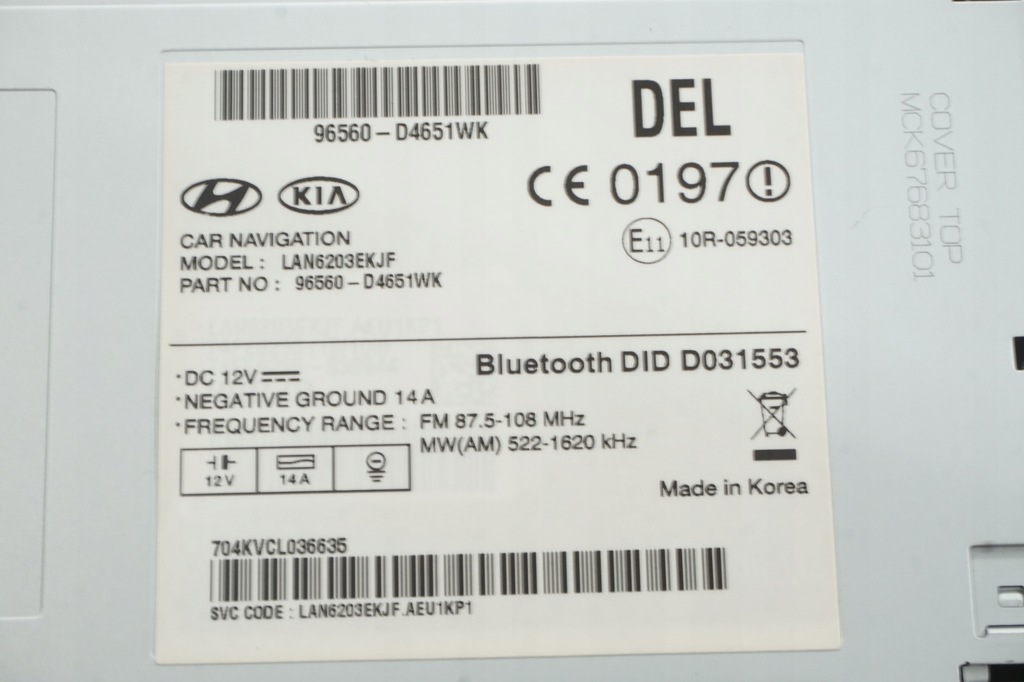 96560-D4651WK
DEL
CE 0197
KIA
E11 10R-059303
CAR NAVIGATION
MODEL : LAN6203EKJF
PART NO : 96560-D4651WK
Bluetooth DID D031553
·DC 12V
·NEGATIVE GROUND 14A
·FREQUENCY RANGE : FM 87.5-108 MHz
MW(AM) 522-1620 kHz
12V 14A
Made in Korea
704KVCL036635
SVC CODE : LAN6203EKJF.AEU1KP1
COVER TOP
MCK67683101